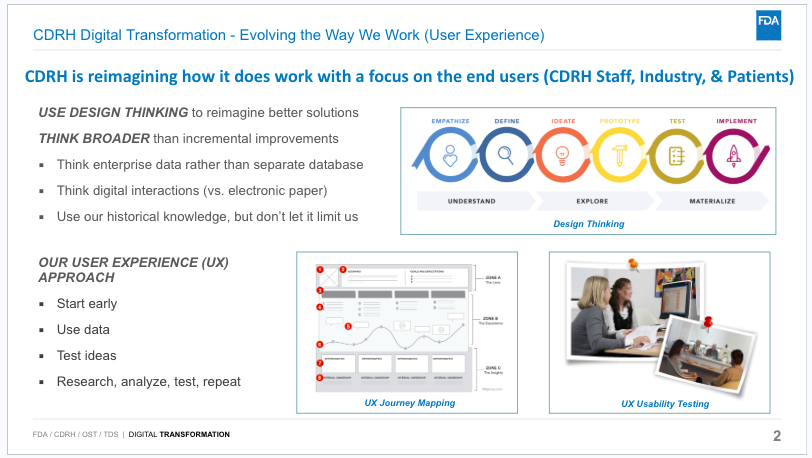 CDRH Digital Transformation - Evolving the Way We Work (User Experience)
FDA
CDRH is reimagining how it does work with a focus on the end users (CDRH Staff, Industry, & Patients)
USE DESIGN THINKING to reimagine better solutions
THINK BROADER than incremental improvements
▪ Think enterprise data rather than separate database
▪ Think digital interactions (vs. electronic paper)
▪ Use our historical knowledge, but don't let it limit us
EMPATHIZE DEFINE IDEATE PROTOTYPE TEST IMPLEMENT
UNDERSTAND EXPLORE MATERIALIZE
Design Thinking
OUR USER EXPERIENCE (UX)
APPROACH
▪ Start early
▪ Use data
▪ Test ideas
▪ Research, analyze, test, repeat
1 2
ZONE A
The Lens
3
4
ZONE B
The Experience
5
6
7
ZONE C
The Insights
8
UX Journey Mapping
UX Usability Testing
FDA / CDRH / OST / TDS | DIGITAL TRANSFORMATION
2